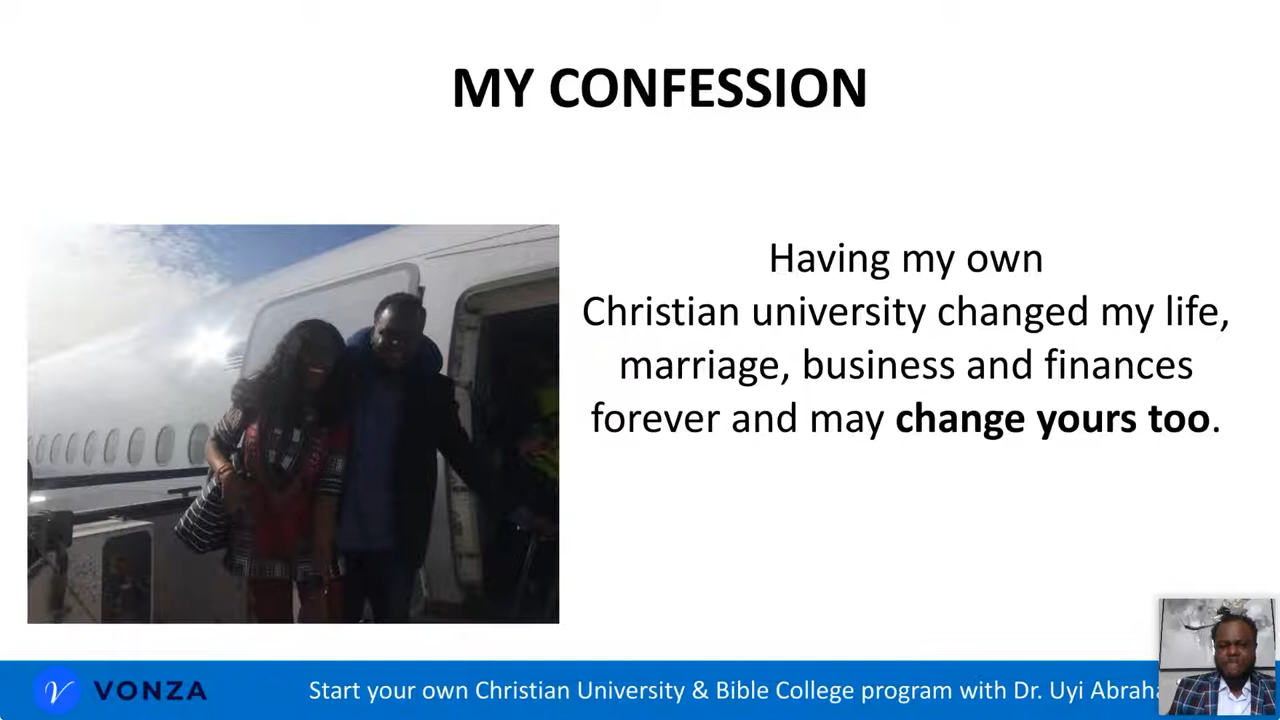 MY CONFESSION
Having my own
Christian university changed my life,
marriage, business and finances
forever and may change yours too.
VONZA
Start your own Christian University & Bible College program with Dr. Uyi